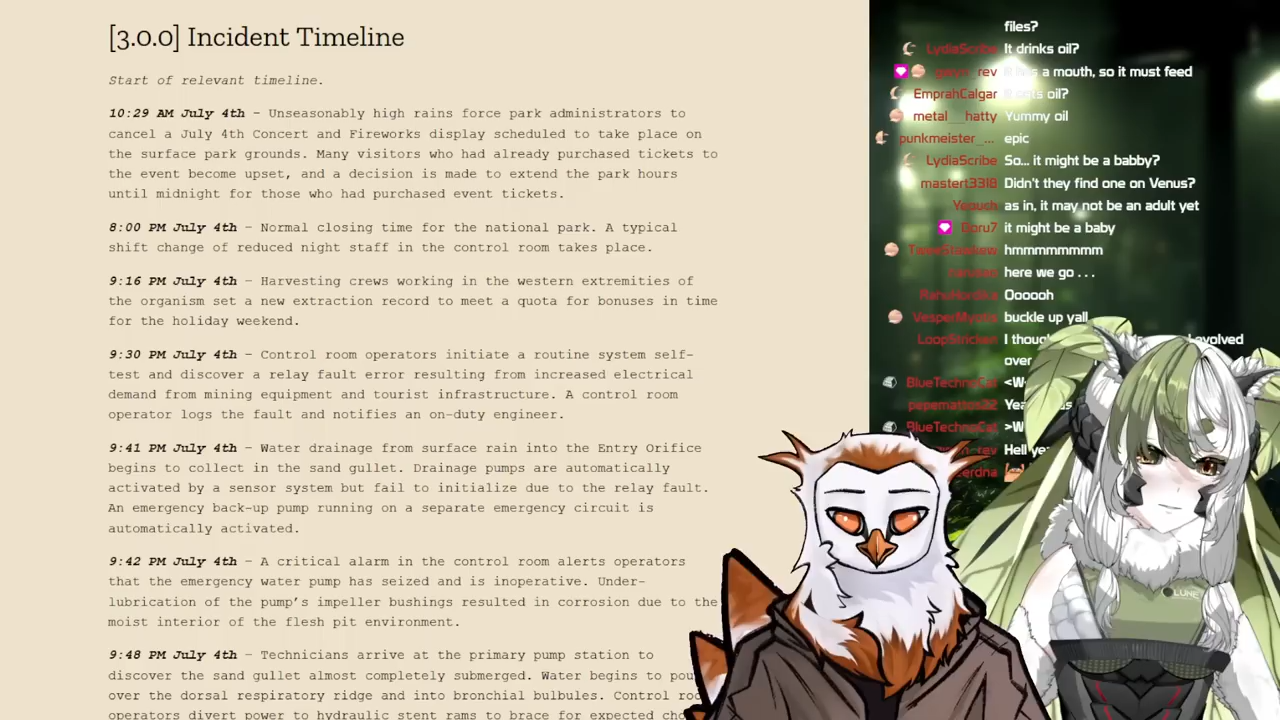 [3.0.0] Incident Timeline
Start of relevant timeline.
10:29 AM July 4th – Unseasonably high rains force park administrators to
cancel a July 4th Concert and Fireworks display scheduled to take place on
the surface park grounds. Many visitors who had already purchased tickets to
the event become upset, and a decision is made to extend the park hours
until midnight for those who had purchased event tickets.
8:00 PM July 4th – Normal closing time for the national park. A typical
shift change of reduced night staff in the control room takes place.
9:16 PM July 4th – Harvesting crews working in the western extremities of
the organism set a new extraction record to meet a quota for bonuses in time
for the holiday weekend.
9:30 PM July 4th – Control room operators initiate a routine system self-
test and discover a relay fault error resulting from increased electrical
demand from mining equipment and tourist infrastructure. A control room
operator logs the fault and notifies an on-duty engineer.
9:41 PM July 4th – Water drainage from surface rain into the Entry Orifice
begins to collect in the sand gullet. Drainage pumps are automatically
activated by a sensor system but fail to initialize due to the relay fault.
An emergency back-up pump running on a separate emergency circuit is
automatically activated.
9:42 PM July 4th – A critical alarm in the control room alerts operators
that the emergency water pump has seized and is inoperative. Under-
lubrication of the pump's impeller bushings resulted in corrosion due to the
moist interior of the flesh pit environment.
9:48 PM July 4th – Technicians arrive at the primary pump station to
discover the sand gullet almost completely submerged. Water begins to
over the dorsal respiratory ridge and into bronchial bulbules. Control
operators divert power to hydraulic stent rams to brace for expected
files?
LydiaScribe It drinks oil?
a mouth, so it must feed
EmprahCalgar oil?
metal__hatty Yummy oil
punkmeister_... epic
LydiaScribe So... it might be a babby?
mastert3318 Didn't they find one on Venus?
Yeouch as in, it may not be an adult yet
Doru7 it might be a baby
hmmmmmmmm
here we go . . .
Oooooh
VesperMystis buckle up yall
LoopStricken I
over
BlueTechnoCat
pepemattos22
BlueTechnoCat
LUNE